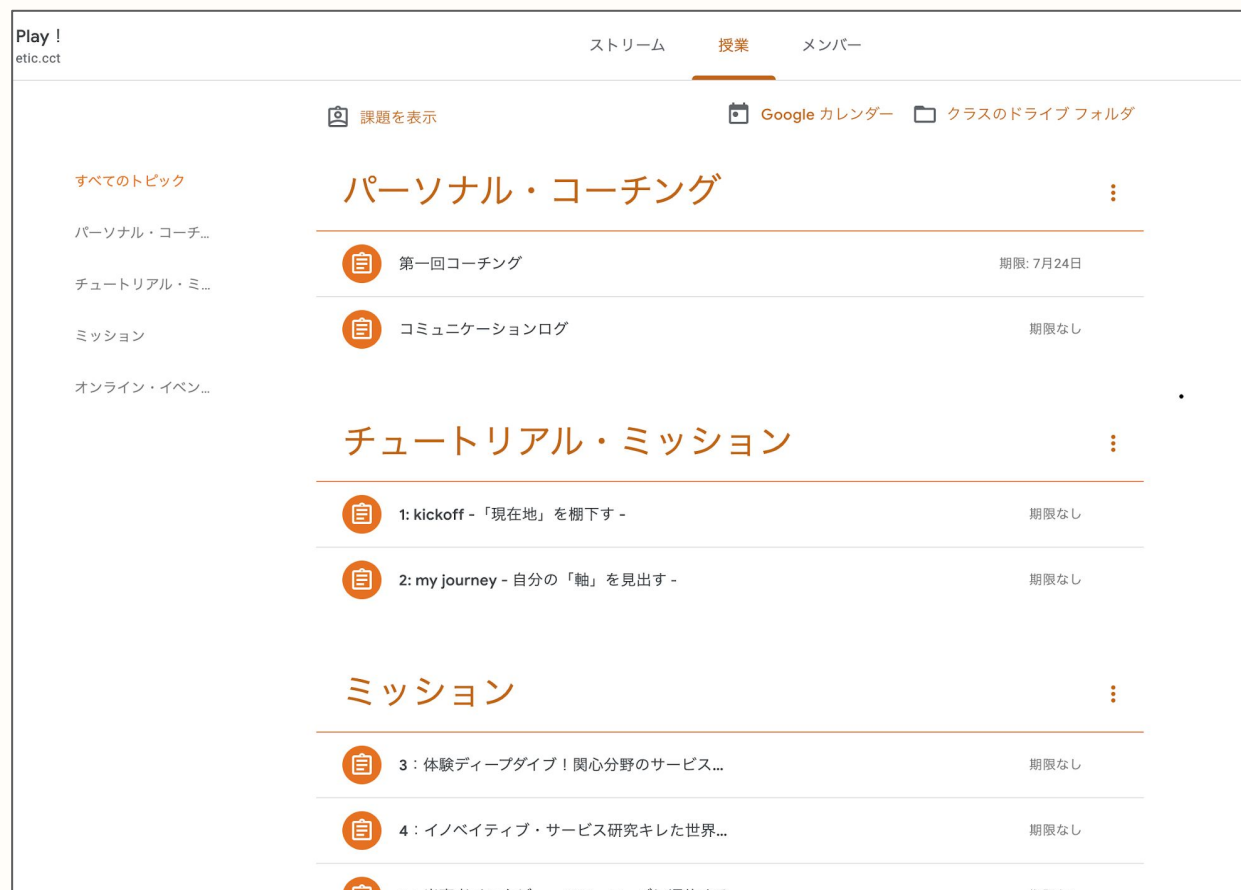 Play！
etic.cct
ストリーム
授業
メンバー
課題を表示
Google カレンダー
クラスのドライブ フォルダ
すべてのトピック
パーソナル・コーチ...
チュートリアル・ミ...
ミッション
オンライン・イベン...
パーソナル・コーチング
第一回コーチング
期限: 7月24日
コミュニケーションログ
期限なし
チュートリアル・ミッション
1: kickoff -「現在地」を棚下す -
期限なし
2: my journey - 自分の「軸」を見出す -
期限なし
ミッション
3：体験ディープダイブ！関心分野のサービス...
期限なし
4：イノベイティブ・サービス研究キレた世界...
期限なし